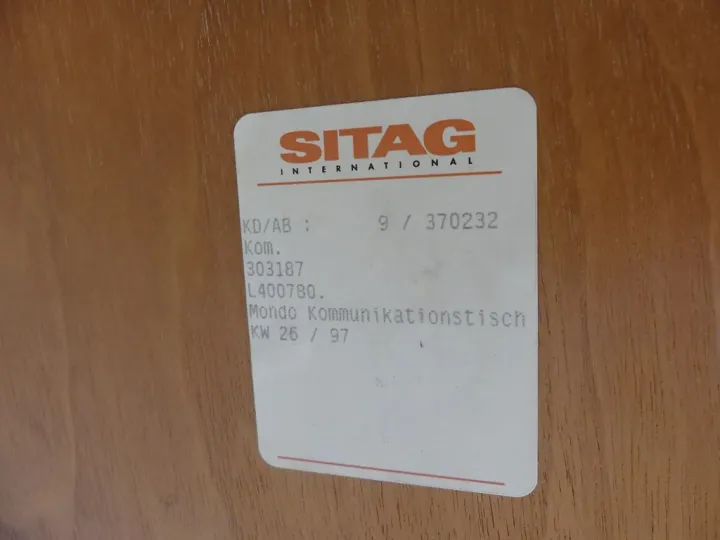 SITAG
INTERNATIONAL
KD/AB : 9 / 370232
Kom.
303187
L400780.
Mondo Kommunikationstisch
KW 26 / 97